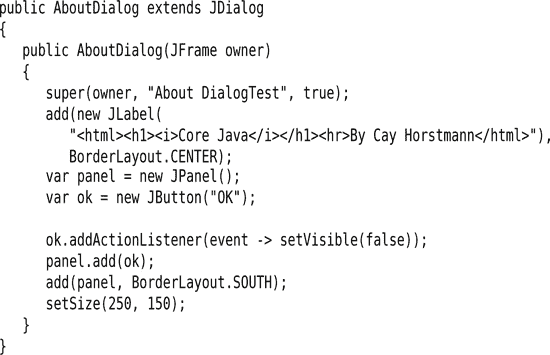 public AboutDialog extends JDialog
{
   public AboutDialog(JFrame owner)
   {
      super(owner, "About DialogTest", true);
      add(new JLabel(
         "<html><h1><i>Core Java</i></h1><hr>By Cay Horstmann</html>"),
         BorderLayout.CENTER);
      var panel = new JPanel();
      var ok = new JButton("OK");

      ok.addActionListener(event -> setVisible(false));
      panel.add(ok);
      add(panel, BorderLayout.SOUTH);
      setSize(250, 150);
   }
}